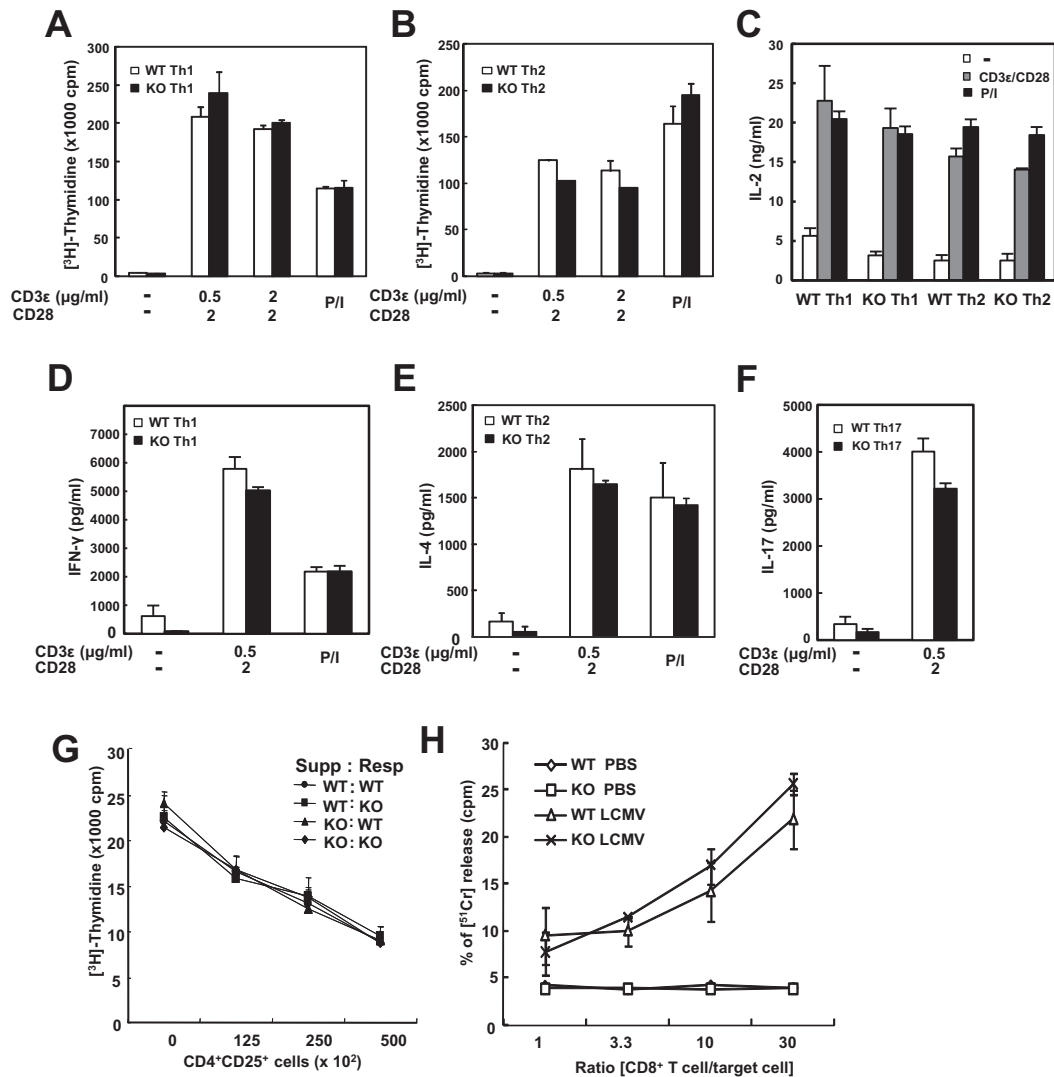 A
[³H]-Thymidine (x1000 cpm)
300
250
200
150
100
50
0
WT Th1
KO Th1
CD3ε (µg/ml) - 0.5 2 P/I
CD28 - 2 2
B
[³H]-Thymidine (x1000 cpm)
250
200
150
100
50
0
WT Th2
KO Th2
CD3ε (µg/ml) - 0.5 2 P/I
CD28 - 2 2
C
IL-2 (ng/ml)
30
25
20
15
10
5
0
-
CD3ε/CD28
P/I
WT Th1 KO Th1 WT Th2 KO Th2
D
IFN-γ (pg/ml)
7000
6000
5000
4000
3000
2000
1000
0
WT Th1
KO Th1
CD3ε (µg/ml) - 0.5 P/I
CD28 - 2
E
IL-4 (pg/ml)
2500
2000
1500
1000
500
0
WT Th2
KO Th2
CD3ε (µg/ml) - 0.5 P/I
CD28 - 2
F
IL-17 (pg/ml)
5000
4000
3000
2000
1000
0
WT Th17
KO Th17
CD3ε (µg/ml) - 0.5
CD28 - 2
G
[³H]-Thymidine (x1000 cpm)
30
25
20
15
10
5
0
Supp : Resp
WT : WT
WT : KO
KO : WT
KO : KO
0 125 250 500
CD4⁺CD25⁺ cells (x 10²)
H
% of [⁵¹Cr] release (cpm)
30
25
20
15
10
5
0
WT PBS
KO PBS
WT LCMV
KO LCMV
1 3.3 10 30
Ratio [CD8⁺ T cell/target cell]